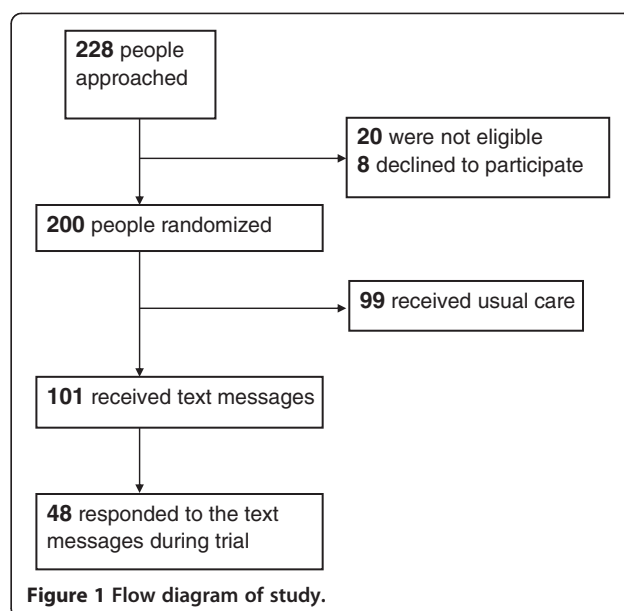 228 people
approached
20 were not eligible
8 declined to participate
200 people randomized
99 received usual care
101 received text messages
48 responded to the text
messages during trial
Figure 1 Flow diagram of study.